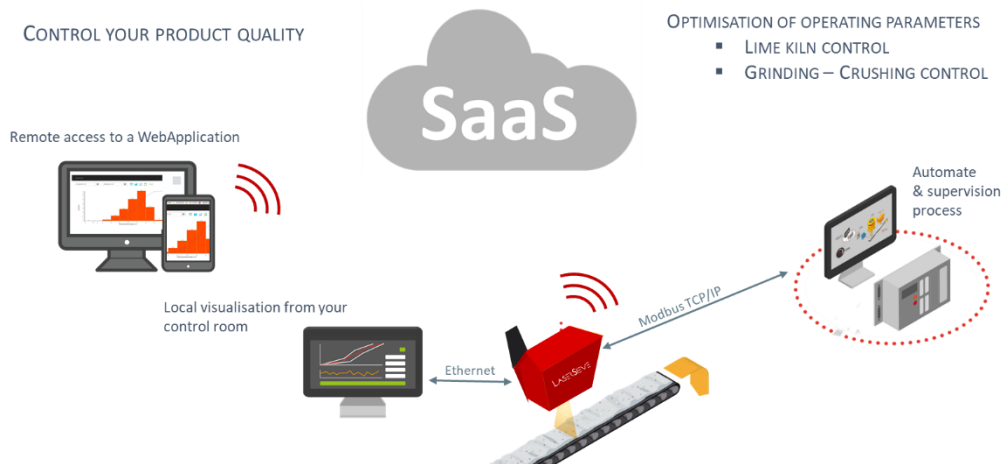 CONTROL YOUR PRODUCT QUALITY
OPTIMISATION OF OPERATING PARAMETERS
▪ LIME KILN CONTROL
▪ GRINDING – CRUSHING CONTROL
SaaS
Remote access to a WebApplication
Automate
& supervision
process
Local visualisation from your
control room
Modbus TCP/IP
Ethernet
LASERSIEVE